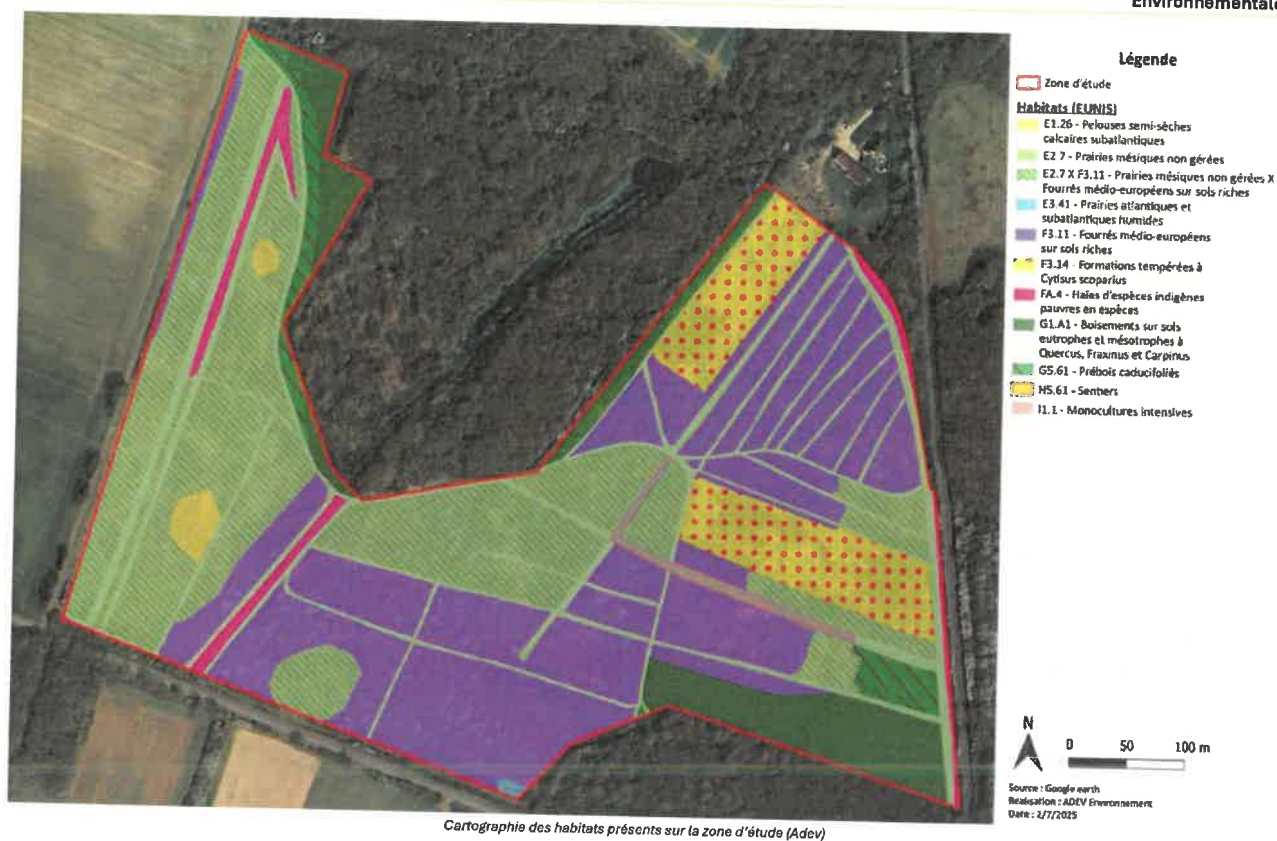 Environnementale
Légende
Zone d'étude
Habitats (EUNIS)
E1.26 - Pelouses semi-sèches
calcaires subatlantiques
E2 7 - Prairies mésiques non gérées
E2.7 X F3.11 - Prairies mésiques non gérées X
Fourrés médio-européens sur sols riches
E3.41 - Prairies atlantiques et
subatlantiques humides
F3.11 - Fourrés médio-européens
sur sols riches
F3.14 - Formations tempérées à
Cytisus scoparius
FA.4 - Haies d'espèces indigènes
pauvres en espèces
G1.A1 - Boisements sur sols
eutrophes et mésotrophes à
Quercus, Fraxinus et Carpinus
G5.61 - Prébois caducifoliés
H5.61 - Sentiers
I1.1 - Monocultures intensives
N
0 50 100 m
Source : Google earth
Réalisation : ADEV Environnement
Date : 2/7/2025
Cartographie des habitats présents sur la zone d'étude (Adev)